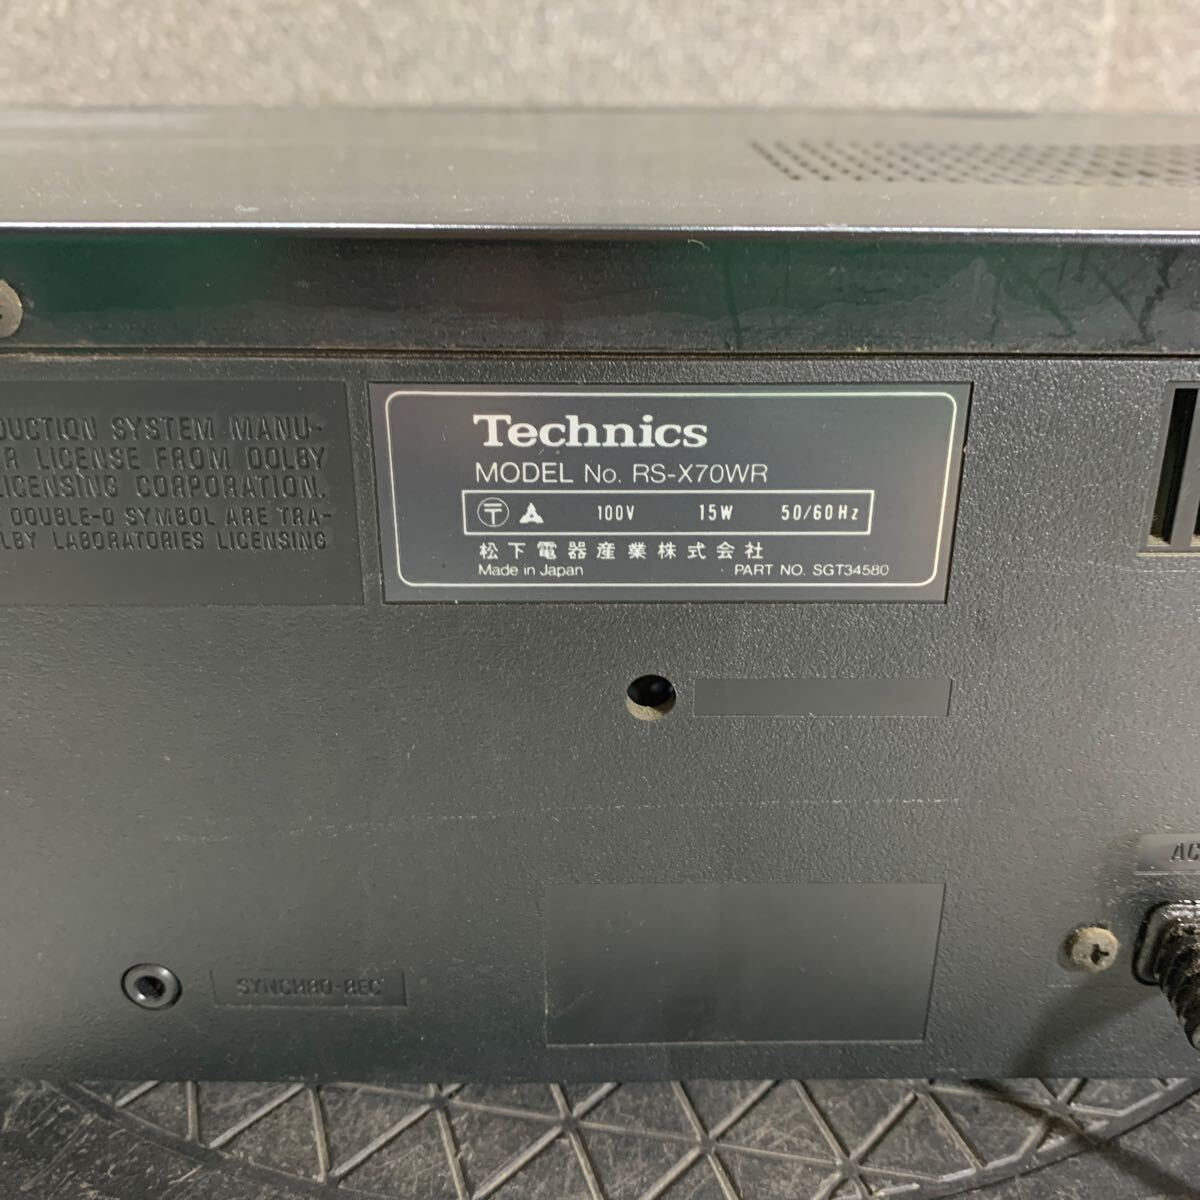 DUCTION SYSTEM MANU-
R LICENSE FROM DOLBY
LICENSING CORPORATION.
DOUBLE-D SYMBOL ARE TRA-
LBY LABORATORIES LICENSING
Technics
MODEL No. RS-X70WR
〒 100V 15W 50/60Hz
松下電器産業株式会社
Made in Japan PART NO. SGT34580
AC
SYNCHRO-REC